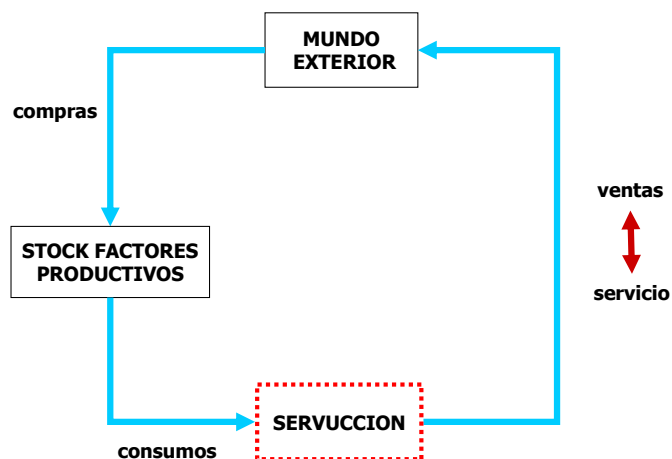 MUNDO
EXTERIOR
compras
ventas
STOCK FACTORES
PRODUCTIVOS
servicio
SERVUCCION
consumos